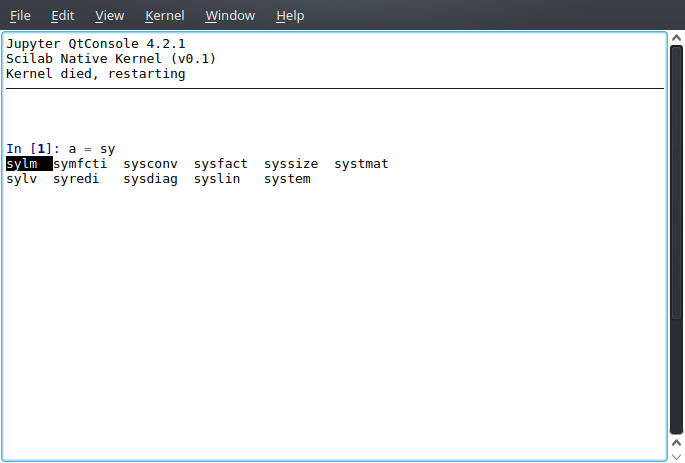 File Edit View Kernel Window Help
Jupyter QtConsole 4.2.1
Scilab Native Kernel (v0.1)
Kernel died, restarting
In [1]: a = sy
sylm symfcti sysconv sysfact syssize systmat
sylv syredi sysdiag syslin system